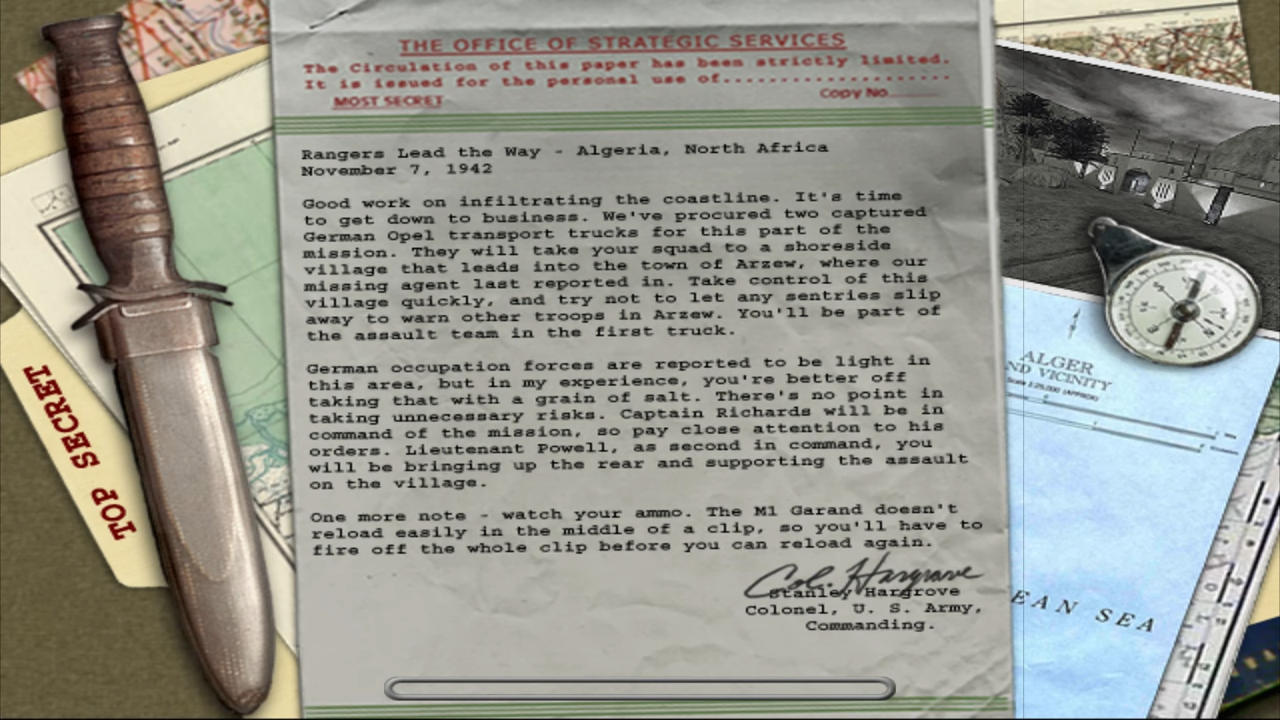 THE OFFICE OF STRATEGIC SERVICES
The Circulation of this paper has been strictly limited.
It is issued for the personal use of.....................
MOST SECRET
Copy No..........
Rangers Lead the Way - Algeria, North Africa
November 7, 1942
Good work on infiltrating the coastline. It's time
to get down to business. We've procured two captured
German Opel transport trucks for this part of the
mission. They will take your squad to a shoreside
village that leads into the town of Arzew, where our
missing agent last reported in. Take control of this
village quickly, and try not to let any sentries slip
away to warn other troops in Arzew. You'll be part of
the assault team in the first truck.
German occupation forces are reported to be light in
this area, but in my experience, you're better off
taking that with a grain of salt. There's no point in
taking unnecessary risks. Captain Richards will be in
command of the mission, so pay close attention to his
orders. Lieutenant Powell, as second in command, you
will be bringing up the rear and supporting the assault
on the village.
One more note - watch your ammo. The M1 Garand doesn't
reload easily in the middle of a clip, so you'll have to
fire off the whole clip before you can reload again.
Col. Hargrove
Stanley Hargrove
Colonel, U. S. Army,
Commanding.
TOP SECRET
ALGER
ND VICINITY
EAN SEA